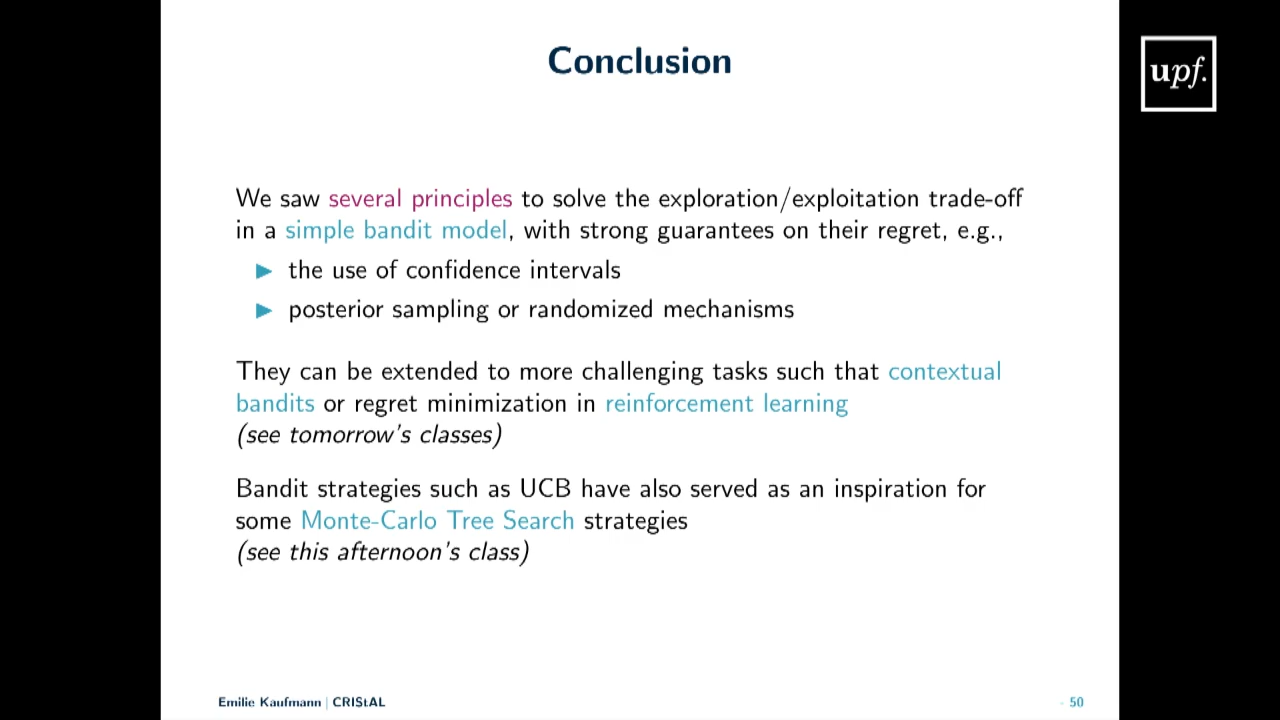 Conclusion
upf.
We saw several principles to solve the exploration/exploitation trade-off
in a simple bandit model, with strong guarantees on their regret, e.g.,
▶ the use of confidence intervals
▶ posterior sampling or randomized mechanisms
They can be extended to more challenging tasks such that contextual
bandits or regret minimization in reinforcement learning
(see tomorrow's classes)
Bandit strategies such as UCB have also served as an inspiration for
some Monte-Carlo Tree Search strategies
(see this afternoon's class)
Emilie Kaufmann | CRIStAL
- 50